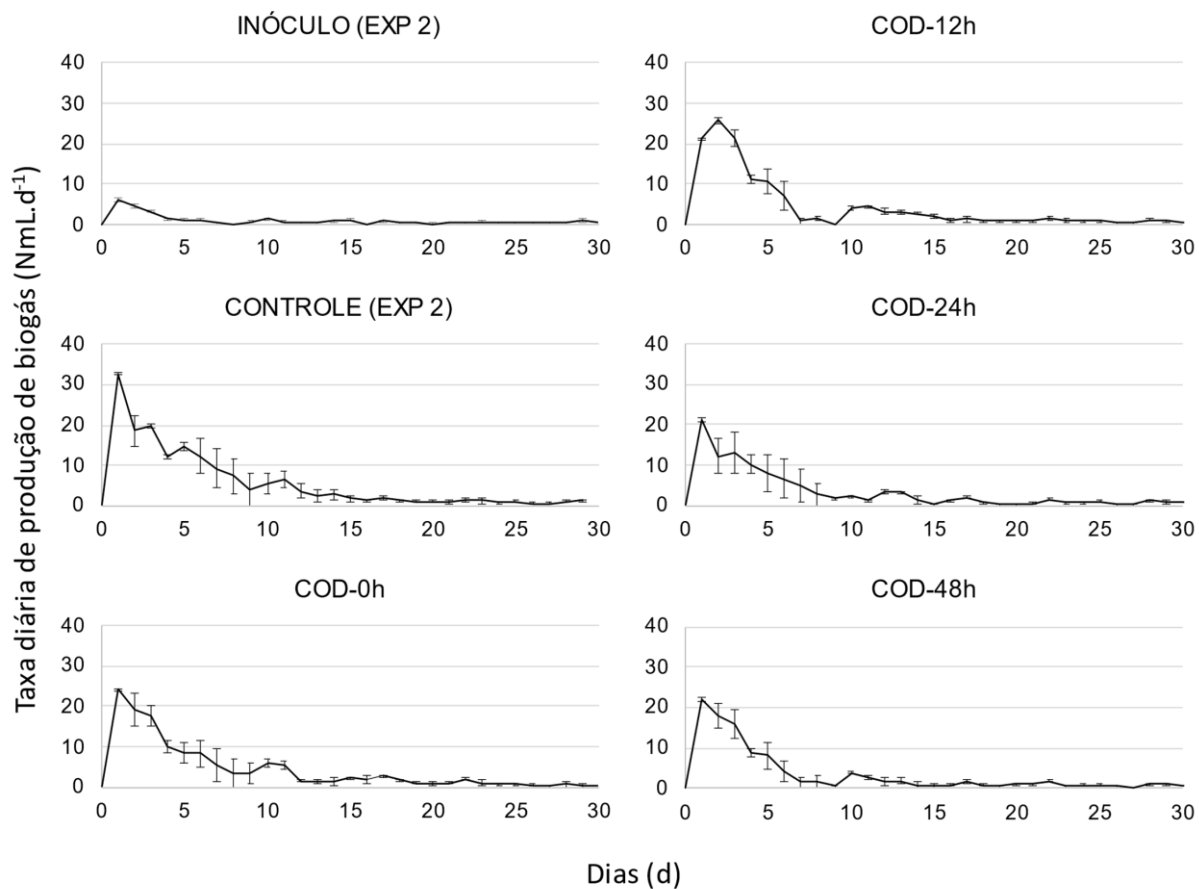 Taxa diária de produção de biogás (NmL.d⁻¹)
INÓCULO (EXP 2)
40
30
20
10
0
0 5 10 15 20 25 30
CONTROLE (EXP 2)
40
30
20
10
0
0 5 10 15 20 25 30
COD-0h
40
30
20
10
0
0 5 10 15 20 25 30
COD-12h
40
30
20
10
0
0 5 10 15 20 25 30
COD-24h
40
30
20
10
0
0 5 10 15 20 25 30
COD-48h
40
30
20
10
0
0 5 10 15 20 25 30
Dias (d)